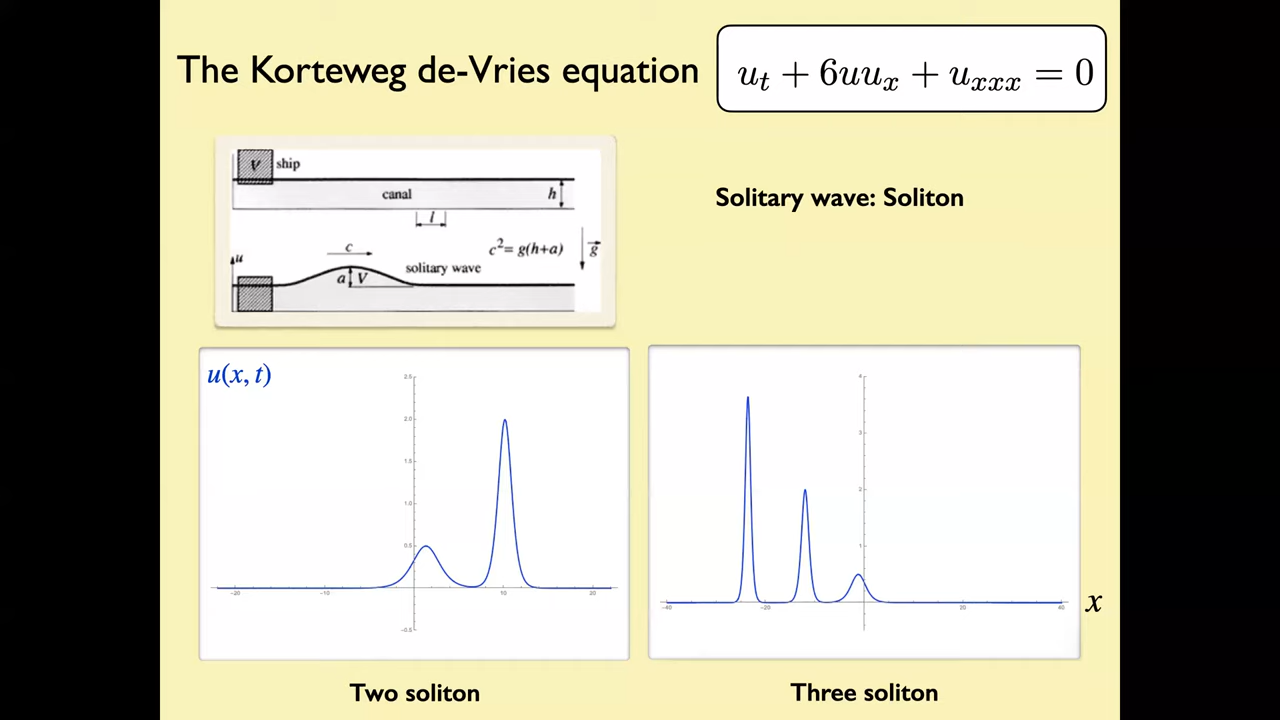 The Korteweg de-Vries equation
u_t + 6uu_x + u_{xxx} = 0
V ship
canal
h
l
c
c²= g(h+a)
g
u
solitary wave
a V
Solitary wave: Soliton
u(x, t)
2.5
2.0
1.5
1.0
0.5
-0.5
-20 -10 10 20
4
3
2
1
-40 -20 20 40
x
Two soliton
Three soliton